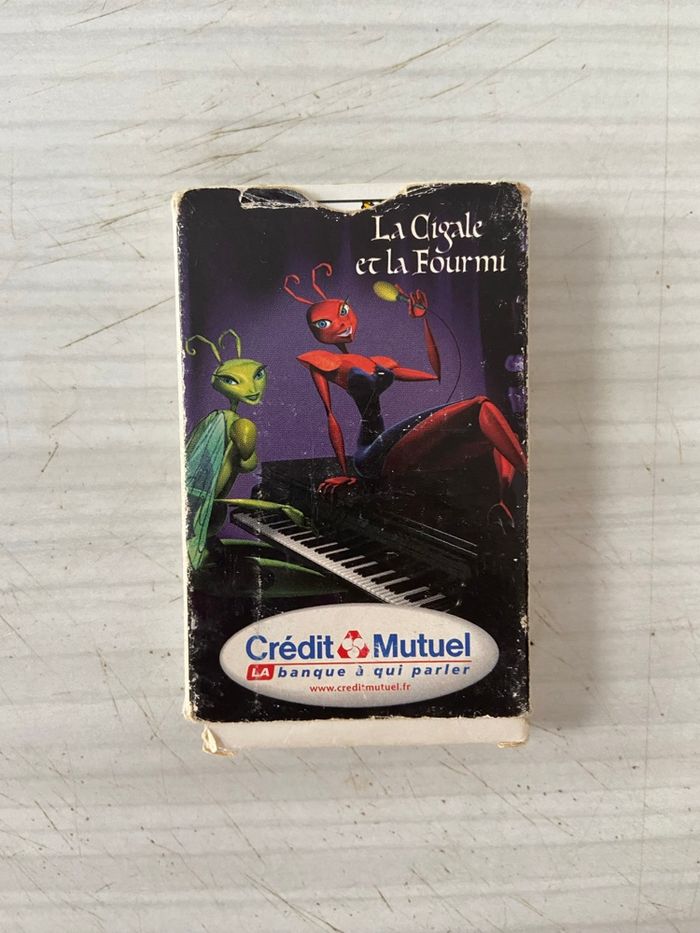 La Cigale
et la Fourmi
Crédit Mutuel
LA banque à qui parler
www.creditmutuel.fr